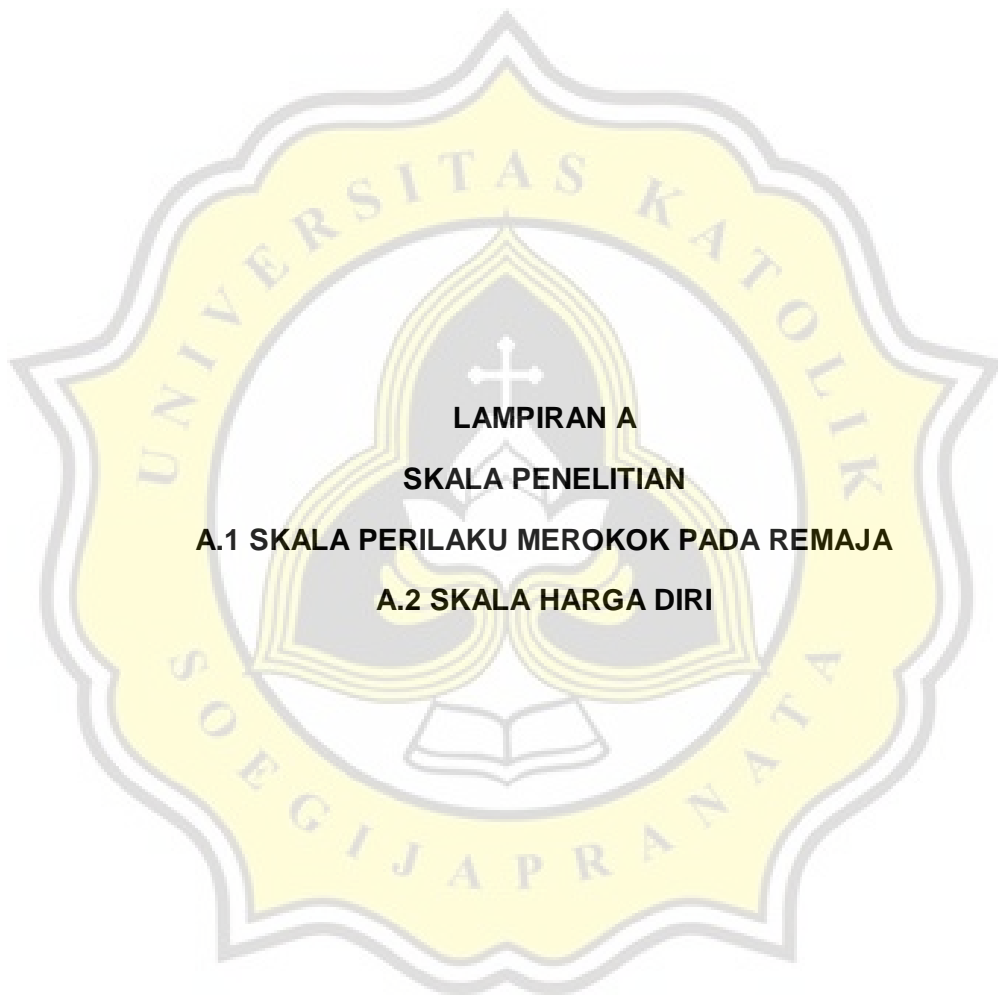 UNIVERSITAS KATOLIK
LAMPIRAN A
SKALA PENELITIAN
A.1 SKALA PERILAKU MEROKOK PADA REMAJA
A.2 SKALA HARGA DIRI
SOEGIJAPRANATA